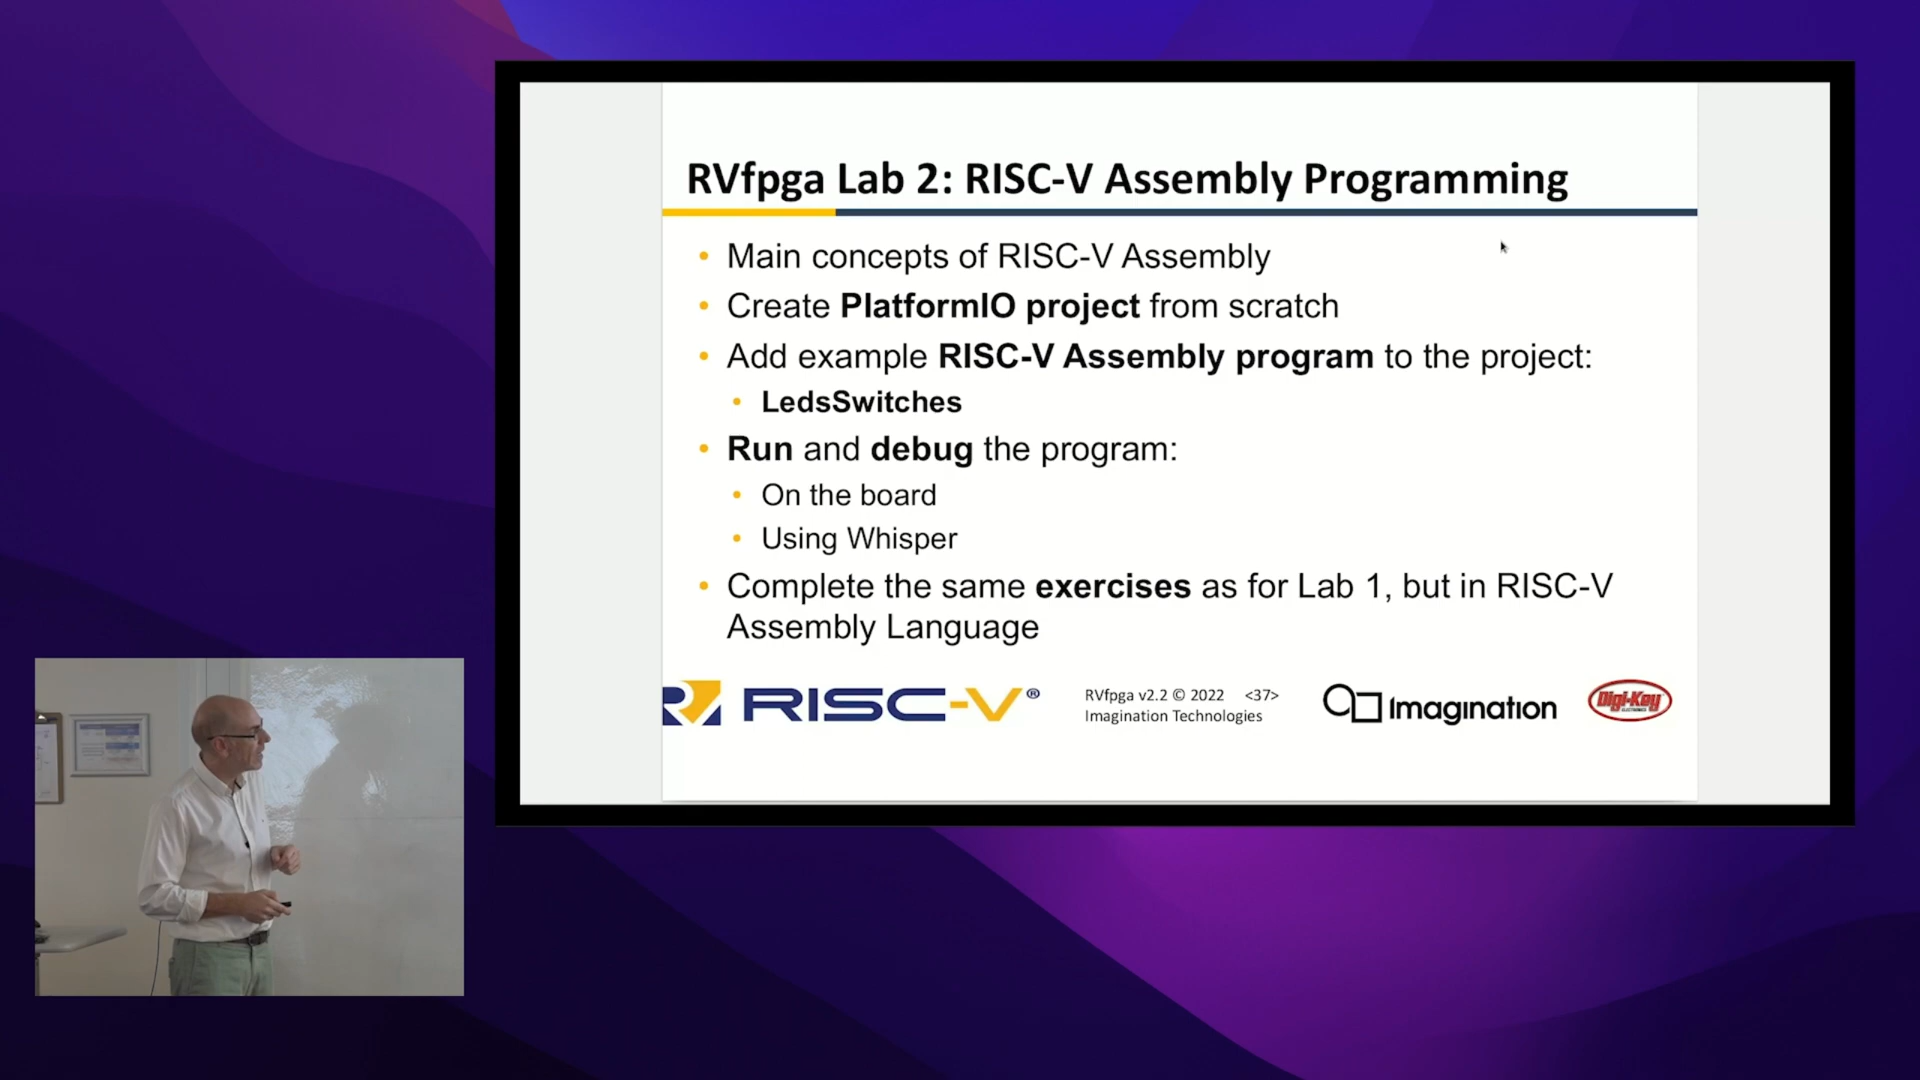 RVfpga Lab 2: RISC-V Assembly Programming
• Main concepts of RISC-V Assembly
• Create PlatformIO project from scratch
• Add example RISC-V Assembly program to the project:
• LedsSwitches
• Run and debug the program:
• On the board
• Using Whisper
• Complete the same exercises as for Lab 1, but in RISC-V
Assembly Language
RISC-V®
RVfpga v2.2 © 2022 <37>
Imagination Technologies
Imagination
Digi-Key
ELECTRONICS